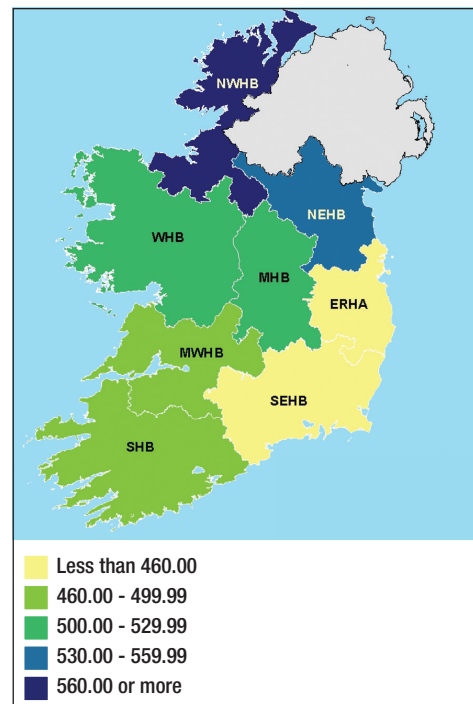 NWHB
NEHB
WHB
MHB
ERHA
MWHB
SEHB
SHB
Less than 460.00
460.00 - 499.99
500.00 - 529.99
530.00 - 559.99
560.00 or more